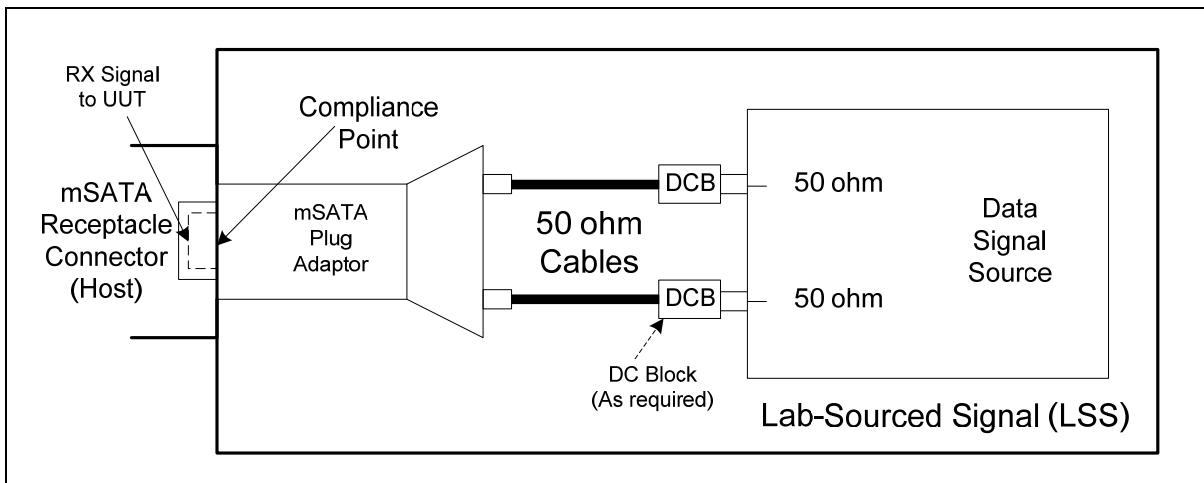 RX Signal
to UUT
Compliance
Point
mSATA
Receptacle
Connector
(Host)
mSATA
Plug
Adaptor
50 ohm
Cables
DCB
DCB
50 ohm
50 ohm
Data
Signal
Source
DC Block
(As required)
Lab-Sourced Signal (LSS)